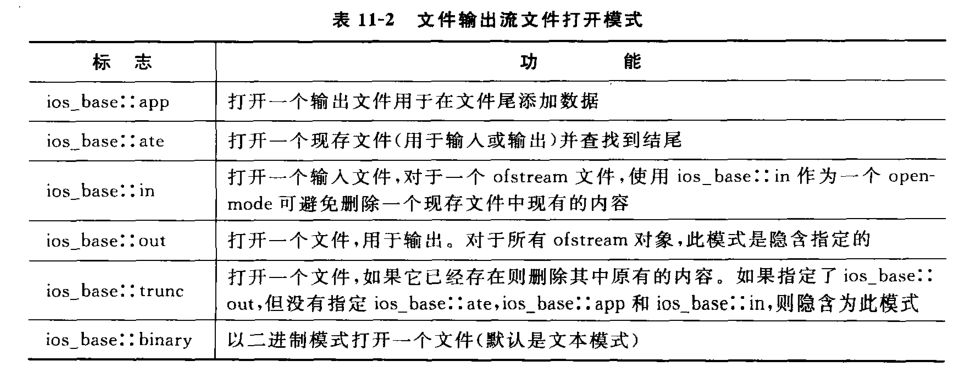 表 11-2 文件输出流文件打开模式
标 志 功 能
ios_base::app 打开一个输出文件用于在文件尾添加数据
ios_base::ate 打开一个现存文件(用于输入或输出)并查找到结尾
ios_base::in 打开一个输入文件,对于一个 ofstream 文件,使用 ios_base::in 作为一个 open-
mode 可避免删除一个现存文件中现有的内容
ios_base::out 打开一个文件,用于输出。对于所有 ofstream 对象,此模式是隐含指定的
ios_base::trunc 打开一个文件,如果它已经存在则删除其中原有的内容。如果指定了 ios_base::
out,但没有指定 ios_base::ate,ios_base::app 和 ios_base::in,则隐含为此模式
ios_base::binary 以二进制模式打开一个文件(默认是文本模式)